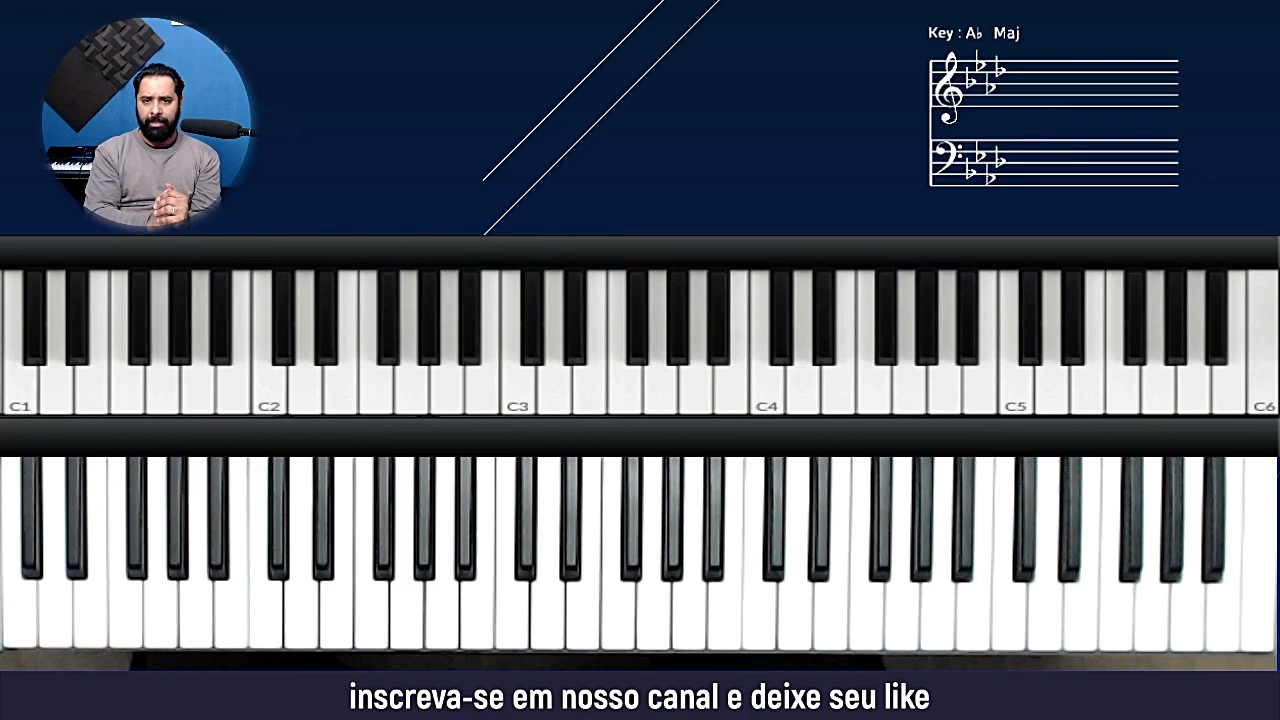 Key : A♭ Maj
C1 C2 C3 C4 C5 C6
inscreva-se em nosso canal e deixe seu like